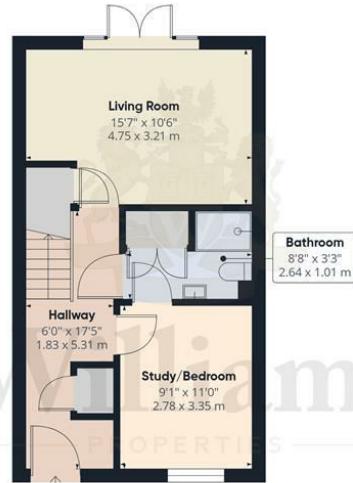 Living Room
15'7" x 10'6"
4.75 x 3.21 m
Bathroom
8'8" x 3'3"
2.64 x 1.01 m
Hallway
6'0" x 17'5"
1.83 x 5.31 m
Study/Bedroom
9'1" x 11'0"
2.78 x 3.35 m
William
PROPERTIES